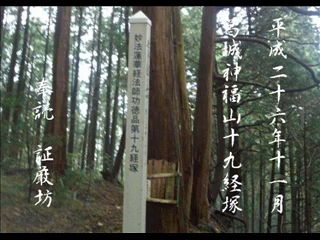 平成二十六年十一月
葛城神福山十九経塚
妙法蓮華経法師功徳品第十九経塚
奉読 証厳坊